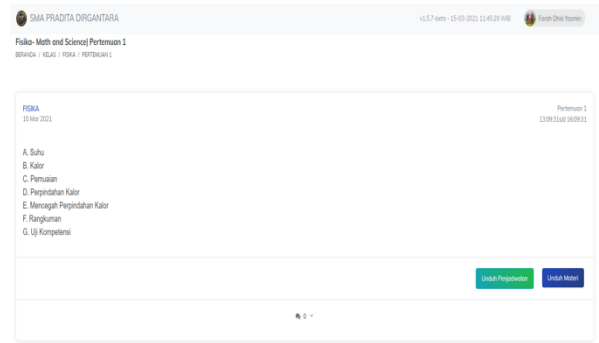 SMA PRADITA DIRGANTARA
v1.5.7-beta - 15-03-2021 11:45:29 WIB
Farah Dhia Yasmin
Fisika- Math and Science| Pertemuan 1
BERANDA / KELAS / FISIKA / PERTEMUAN 1
FISIKA
Pertemuan 1
10 Mar 2021
13:09:31 s/d 16:09:31
A. Suhu
B. Kalor
C. Pemuaian
D. Perpindahan Kalor
E. Mencegah Perpindahan Kalor
F. Rangkuman
G. Uji Kompetensi
Unduh Penjadwalan
Unduh Materi
0